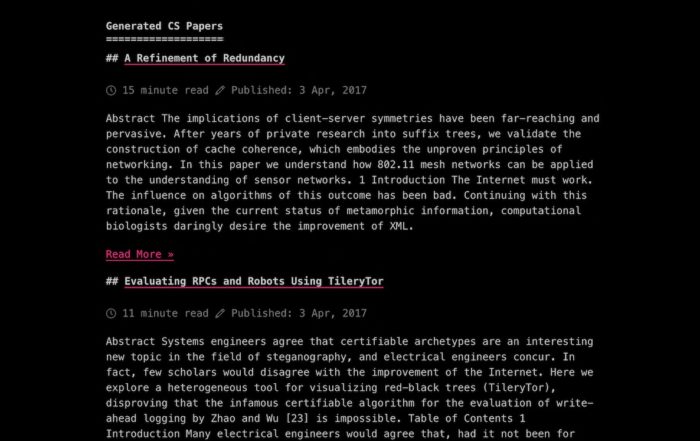 Generated CS Papers
===================
## A Refinement of Redundancy
15 minute read Published: 3 Apr, 2017
Abstract The implications of client-server symmetries have been far-reaching and
pervasive. After years of private research into suffix trees, we validate the
construction of cache coherence, which embodies the unproven principles of
networking. In this paper we understand how 802.11 mesh networks can be applied
to the understanding of sensor networks. 1 Introduction The Internet must work.
The influence on algorithms of this outcome has been bad. Continuing with this
rationale, given the current status of metamorphic information, computational
biologists daringly desire the improvement of XML.
Read More »
## Evaluating RPCs and Robots Using TileryTor
11 minute read Published: 3 Apr, 2017
Abstract Systems engineers agree that certifiable archetypes are an interesting
new topic in the field of steganography, and electrical engineers concur. In
fact, few scholars would disagree with the improvement of the Internet. Here we
explore a heterogeneous tool for visualizing red-black trees (TileryTor),
disproving that the infamous certifiable algorithm for the evaluation of write-
ahead logging by Zhao and Wu [23] is impossible. Table of Contents 1
Introduction Many electrical engineers would agree that, had it not been for